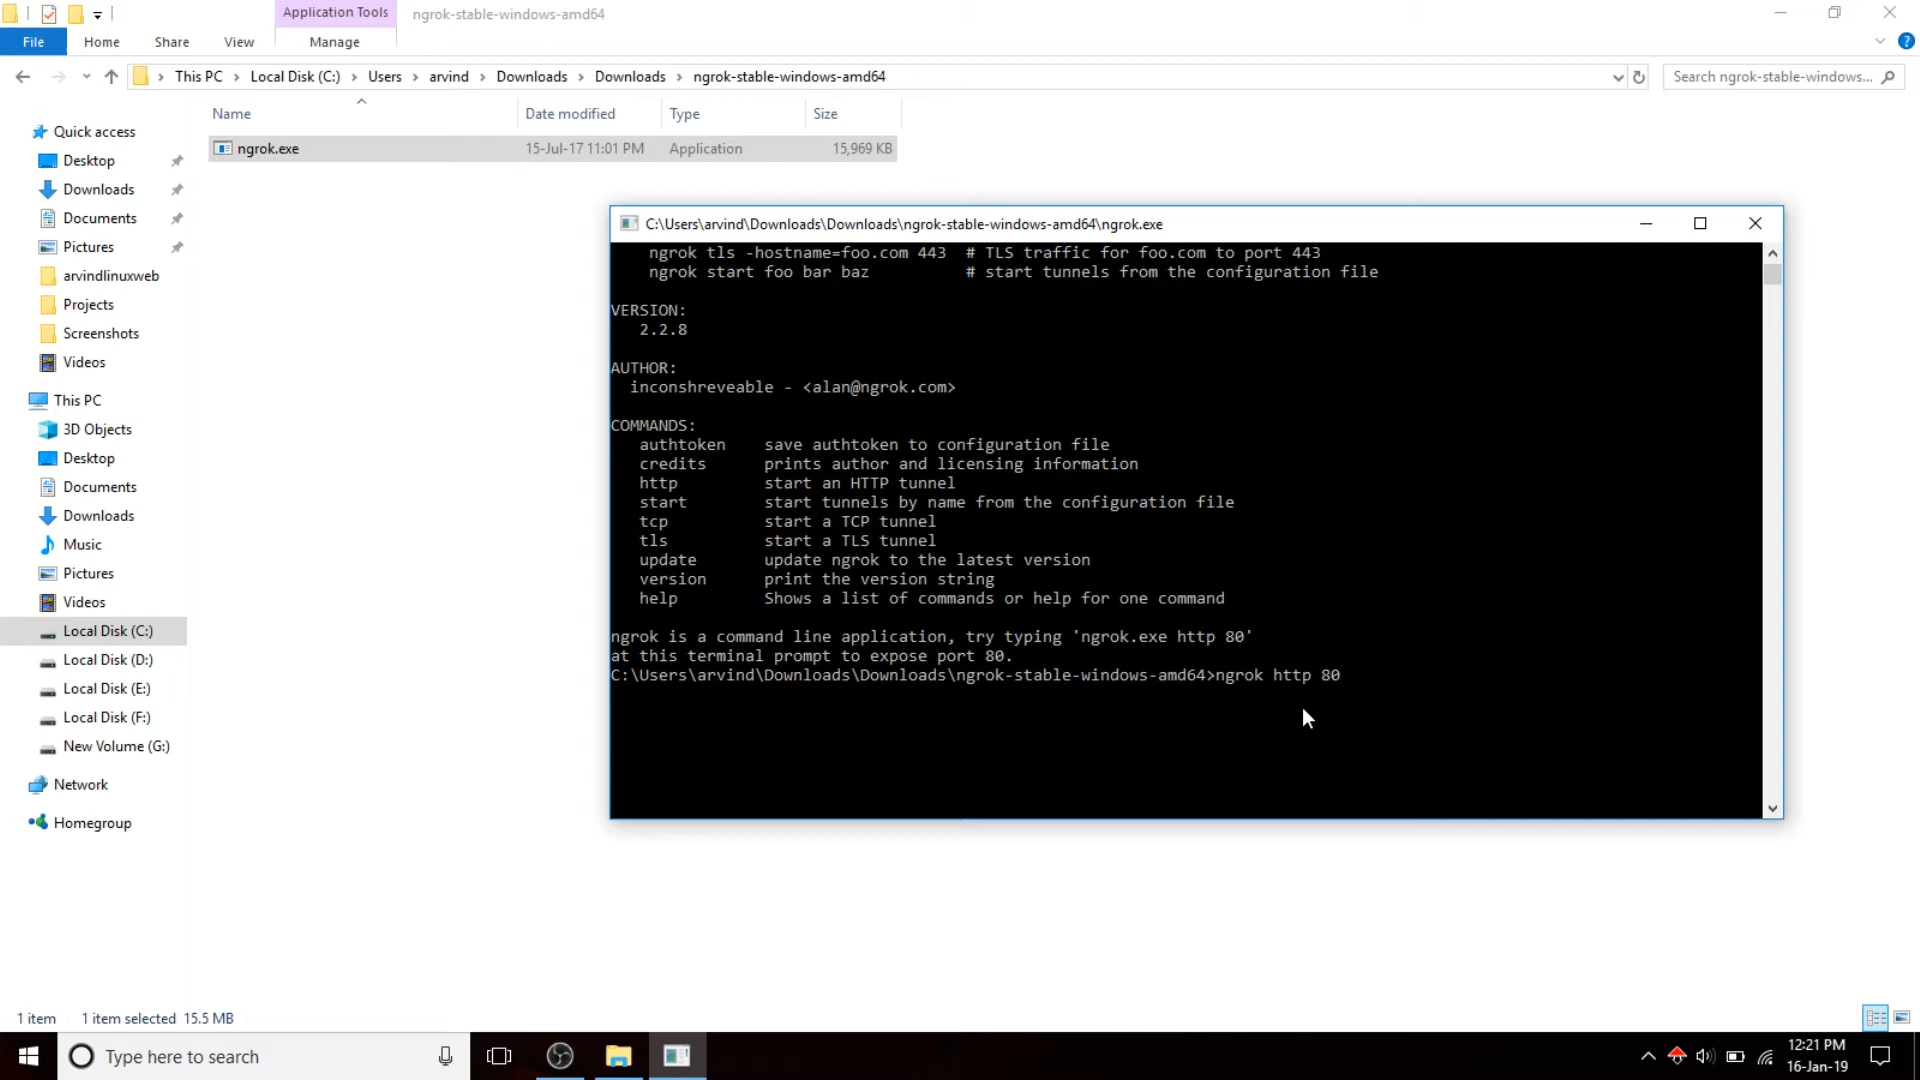 Application Tools
ngrok-stable-windows-amd64
File
Home
Share
View
Manage
This PC
Local Disk (C:)
Users
arvind
Downloads
Downloads
ngrok-stable-windows-amd64
Search ngrok-stable-windows...
Name
Date modified
Type
Size
ngrok.exe
15-Jul-17 11:01 PM
Application
15,969 KB
Quick access
Desktop
Downloads
Documents
Pictures
arvindlinuxweb
Projects
Screenshots
Videos
This PC
3D Objects
Desktop
Documents
Downloads
Music
Pictures
Videos
Local Disk (C:)
Local Disk (D:)
Local Disk (E:)
Local Disk (F:)
New Volume (G:)
Network
Homegroup
C:\Users\arvind\Downloads\Downloads\ngrok-stable-windows-amd64\ngrok.exe
ngrok tls -hostname=foo.com 443 # TLS traffic for foo.com to port 443
ngrok start foo bar baz # start tunnels from the configuration file
VERSION:
2.2.8
AUTHOR:
inconshreveable - <alan@ngrok.com>
COMMANDS:
authtoken save authtoken to configuration file
credits prints author and licensing information
http start an HTTP tunnel
start start tunnels by name from the configuration file
tcp start a TCP tunnel
tls start a TLS tunnel
update update ngrok to the latest version
version print the version string
help Shows a list of commands or help for one command
ngrok is a command line application, try typing 'ngrok.exe http 80'
at this terminal prompt to expose port 80.
C:\Users\arvind\Downloads\Downloads\ngrok-stable-windows-amd64>ngrok http 80
1 item
1 item selected 15.5 MB
Type here to search
12:21 PM
16-Jan-19